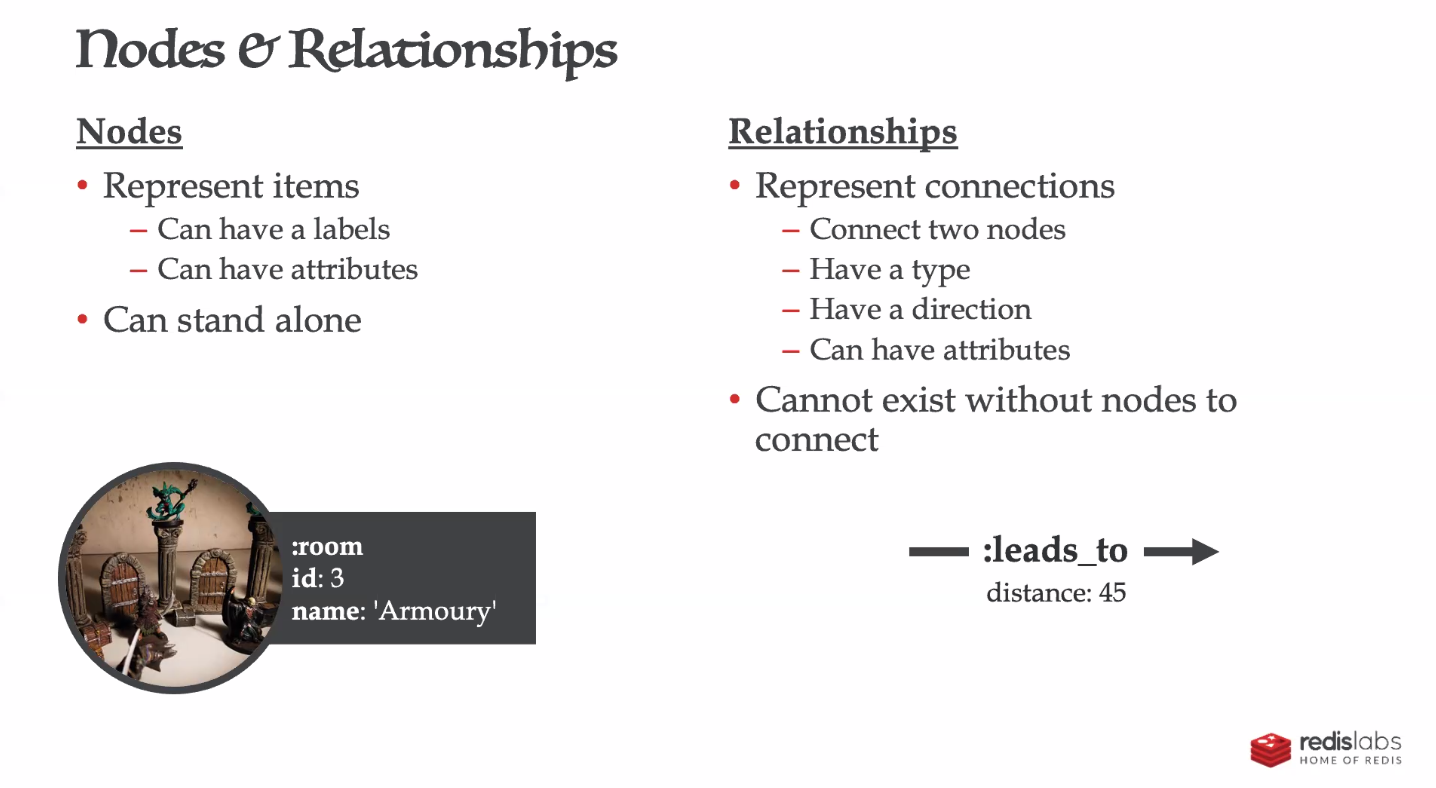 Nodes & Relationships
Nodes
• Represent items
– Can have a labels
– Can have attributes
• Can stand alone
:room
id: 3
name: 'Armoury'
Relationships
• Represent connections
– Connect two nodes
– Have a type
– Have a direction
– Can have attributes
• Cannot exist without nodes to
connect
:leads_to
distance: 45
redislabs
HOME OF REDIS